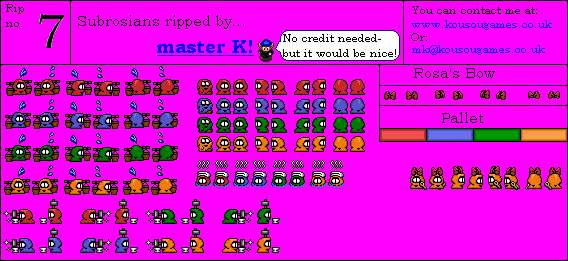 Rip
no.
7
Subrosians ripped by...
master K!
No credit needed-
but it would be nice!
You can contact me at:
www.kousougames.co.uk
Or:
mk@kousougames.co.uk
Rosa's Bow
Pallet